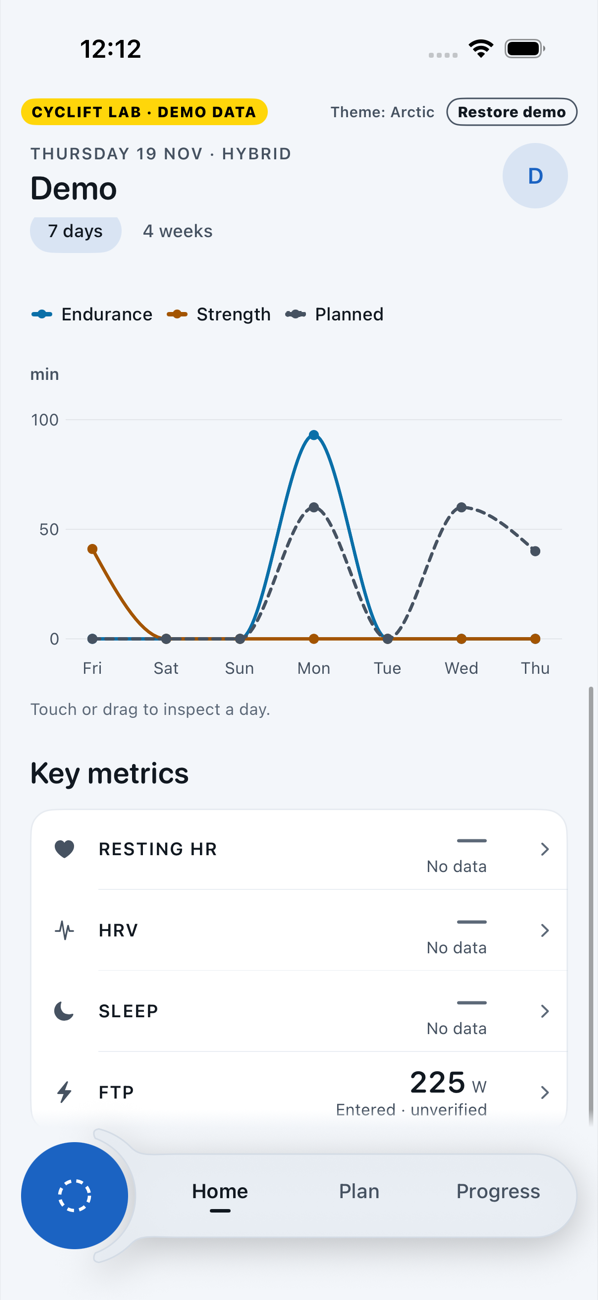 12:12
CYCLIFT LAB · DEMO DATA
Theme: Arctic
Restore demo
THURSDAY 19 NOV · HYBRID
Demo
D
7 days
4 weeks
Endurance
Strength
Planned
min
100
50
0
Fri Sat Sun Mon Tue Wed Thu
Touch or drag to inspect a day.
Key metrics
RESTING HR
—
No data
HRV
—
No data
SLEEP
—
No data
FTP
225 W
Entered · unverified
Home
Plan
Progress